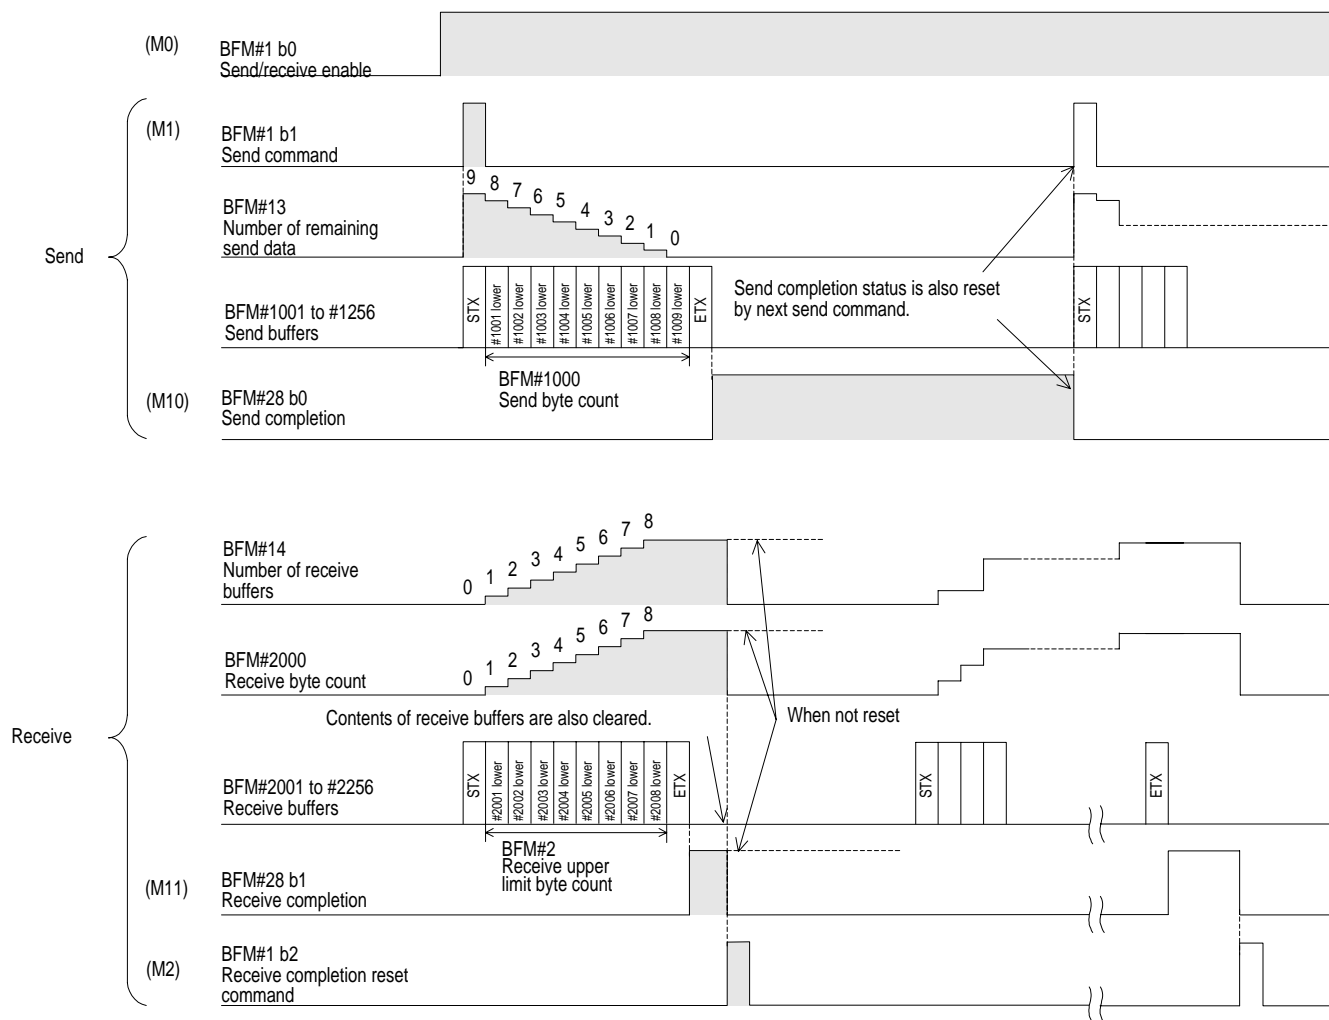 (M0)
BFM#1 b0
Send/receive enable
(M1)
BFM#1 b1
Send command
9 8 7 6 5 4 3 2 1 0
BFM#13
Number of remaining
send data
Send
Send completion status is also reset
by next send command.
BFM#1001 to #1256
Send buffers
STX
#1001 lower
#1002 lower
#1003 lower
#1004 lower
#1005 lower
#1006 lower
#1007 lower
#1008 lower
#1009 lower
ETX
STX
BFM#1000
Send byte count
(M10)
BFM#28 b0
Send completion
BFM#14
Number of receive
buffers
0 1 2 3 4 5 6 7 8
BFM#2000
Receive byte count
0 1 2 3 4 5 6 7 8
Contents of receive buffers are also cleared.
When not reset
Receive
BFM#2001 to #2256
Receive buffers
STX
#2001 lower
#2002 lower
#2003 lower
#2004 lower
#2005 lower
#2006 lower
#2007 lower
#2008 lower
ETX
STX
ETX
BFM#2
Receive upper
limit byte count
(M11)
BFM#28 b1
Receive completion
(M2)
BFM#1 b2
Receive completion reset
command